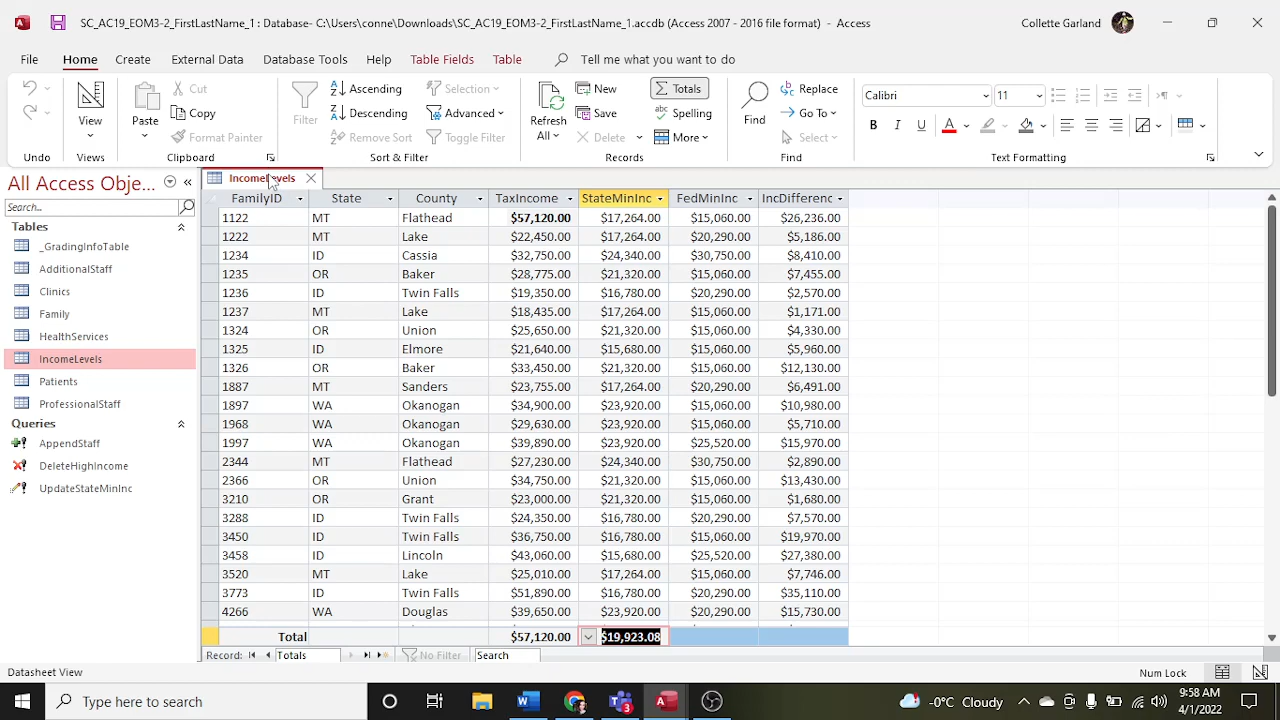 SC_AC19_EOM3-2_FirstLastName_1 : Database- C:\Users\conne\Downloads\SC_AC19_EOM3-2_FirstLastName_1.accdb (Access 2007 - 2016 file format) - Access
Collette Garland
File Home Create External Data Database Tools Help Table Fields Table Tell me what you want to do
View
Paste
Cut
Copy
Format Painter
Filter
Ascending
Descending
Remove Sort
Selection
Advanced
Toggle Filter
Refresh
All
New
Save
Delete
Totals
Spelling
More
Find
Replace
Go To
Select
Calibri 11
B I U A
Undo Views Clipboard Sort & Filter Records Find Text Formatting
All Access Obje...
Search...
Tables
_GradingInfoTable
AdditionalStaff
Clinics
Family
HealthServices
IncomeLevels
Patients
ProfessionalStaff
Queries
AppendStaff
DeleteHighIncome
UpdateStateMinInc
IncomeLevels
FamilyID State County TaxIncome StateMinInc FedMinInc IncDifferenc
1122 MT Flathead $57,120.00 $17,264.00 $15,060.00 $26,236.00
1222 MT Lake $22,450.00 $17,264.00 $20,290.00 $5,186.00
1234 ID Cassia $32,750.00 $24,340.00 $30,750.00 $8,410.00
1235 OR Baker $28,775.00 $21,320.00 $15,060.00 $7,455.00
1236 ID Twin Falls $19,350.00 $16,780.00 $20,290.00 $2,570.00
1237 MT Lake $18,435.00 $17,264.00 $15,060.00 $1,171.00
1324 OR Union $25,650.00 $21,320.00 $15,060.00 $4,330.00
1325 ID Elmore $21,640.00 $15,680.00 $15,060.00 $5,960.00
1326 OR Baker $33,450.00 $21,320.00 $15,060.00 $12,130.00
1887 MT Sanders $23,755.00 $17,264.00 $20,290.00 $6,491.00
1897 WA Okanogan $34,900.00 $23,920.00 $15,060.00 $10,980.00
1968 WA Okanogan $29,630.00 $23,920.00 $15,060.00 $5,710.00
1997 WA Okanogan $39,890.00 $23,920.00 $25,520.00 $15,970.00
2344 MT Flathead $27,230.00 $24,340.00 $30,750.00 $2,890.00
2366 OR Union $34,750.00 $21,320.00 $15,060.00 $13,430.00
3210 OR Grant $23,000.00 $21,320.00 $15,060.00 $1,680.00
3288 ID Twin Falls $24,350.00 $16,780.00 $20,290.00 $7,570.00
3450 ID Twin Falls $36,750.00 $16,780.00 $15,060.00 $19,970.00
3458 ID Lincoln $43,060.00 $15,680.00 $25,520.00 $27,380.00
3520 MT Lake $25,010.00 $17,264.00 $15,060.00 $7,746.00
3773 ID Twin Falls $51,890.00 $16,780.00 $15,060.00 $35,110.00
4266 WA Douglas $39,650.00 $23,920.00 $20,290.00 $15,730.00
Total $57,120.00 $19,923.08
Record: Totals No Filter Search
Datasheet View
Num Lock
Type here to search
-0°C Cloudy
9:58 AM
4/1/2022